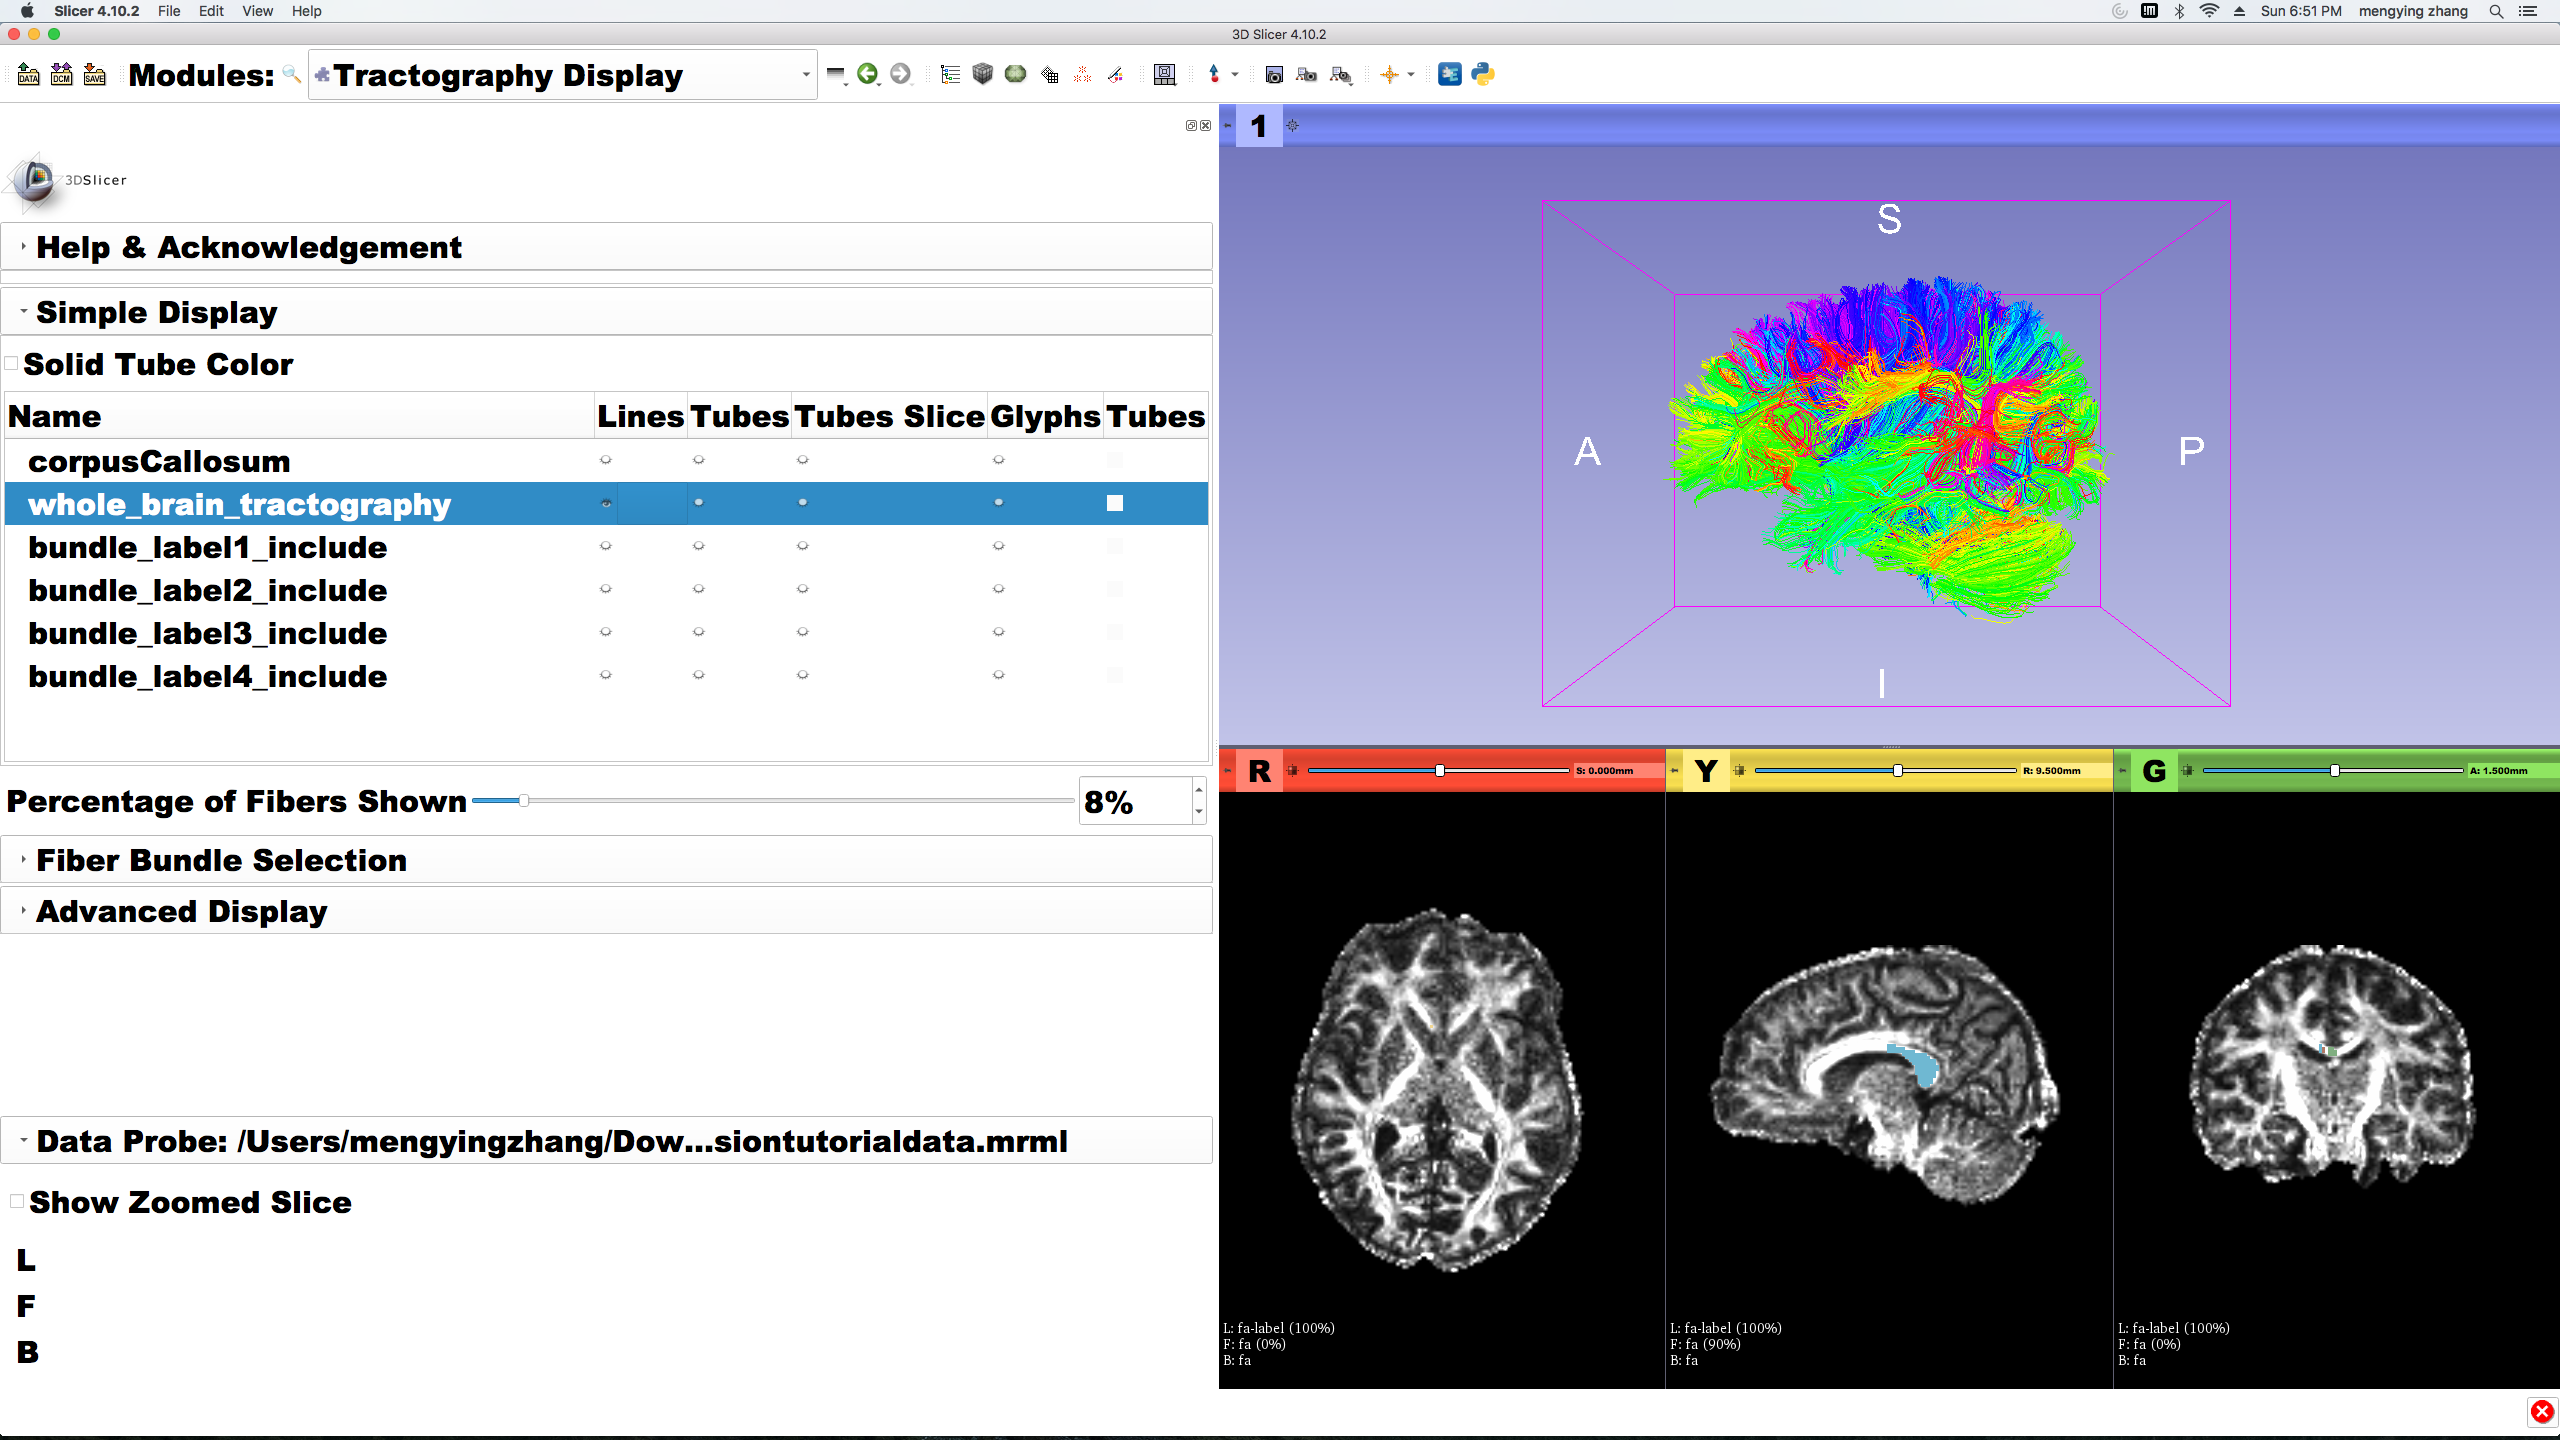 Slicer 4.10.2 File Edit View Help Sun 6:51 PM mengying zhang
3D Slicer 4.10.2
DATA DCM SAVE Modules: Tractography Display
1
3DSlicer
Help & Acknowledgement
Simple Display
Solid Tube Color
Name Lines Tubes Tubes Slice Glyphs Tubes
corpusCallosum
whole_brain_tractography
bundle_label1_include
bundle_label2_include
bundle_label3_include
bundle_label4_include
Percentage of Fibers Shown 8%
Fiber Bundle Selection
Advanced Display
Data Probe: /Users/mengyingzhang/Dow...siontutorialdata.mrml
Show Zoomed Slice
L
F
B
S
A
P
I
R S: 0.000mm
Y R: 9.500mm
G A: 1.500mm
L: fa-label (100%)
F: fa (0%)
B: fa
L: fa-label (100%)
F: fa (90%)
B: fa
L: fa-label (100%)
F: fa (0%)
B: fa